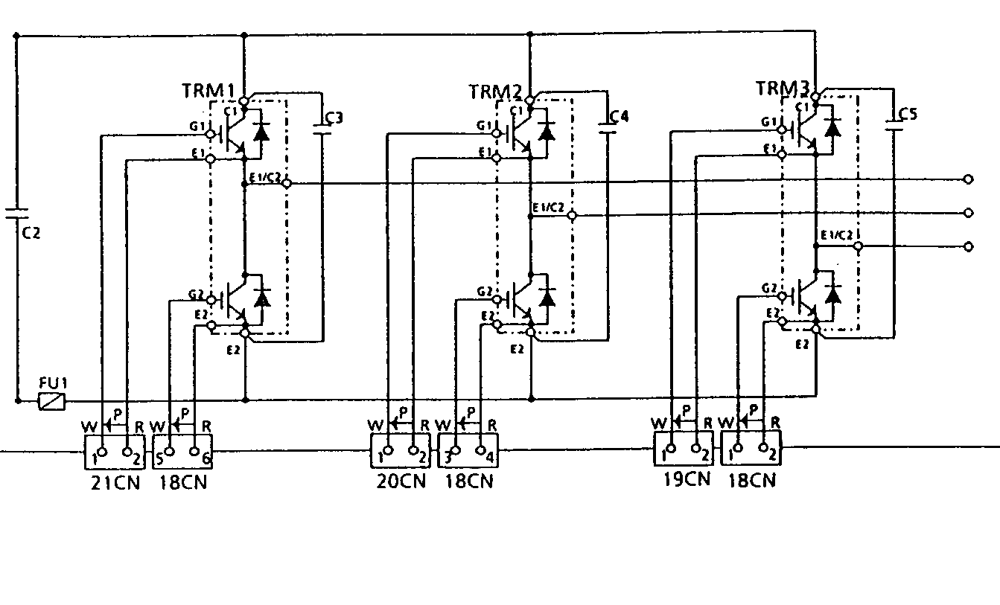 TRM1 TRM2 TRM3
C1 C3 C1 C4 C1 C5
G1 G1 G1
E1 E1 E1
E1/C2 E1/C2 E1/C2
C2
G2 G2 G2
E2 E2 E2
E2 E2 E2
FU1
P P P P P P
W R W R W R W R W R W R
1 2 5 6 1 2 3 4 1 2 1 2
21CN 18CN 20CN 18CN 19CN 18CN